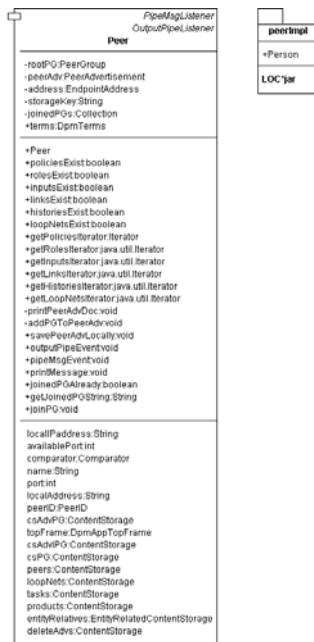 PipeMsgListener
OutputPipeListener
Peer
-rootPG:PeerGroup
-peerAdv:PeerAdvertisement
-address:EndpointAddress
-storageKey:String
-joinedPGs:Collection
+terms:DpmTerms
+Peer
+policiesExist:boolean
+rolesExist:boolean
+inputsExist:boolean
+linksExist:boolean
+historiesExist:boolean
+loopNetsExist:boolean
+getPoliciesIterator:Iterator
+getRolesIterator:java.util.Iterator
+getInputsIterator:java.util.Iterator
+getLinksIterator:java.util.Iterator
+getHistoriesIterator:java.util.Iterator
+getLoopNetsIterator:java.util.Iterator
-printPeerAdvDoc:void
-addPGToPeerAdv:void
+savePeerAdvLocally:void
+outputPipeEvent:void
+pipeMsgEvent:void
+printMessage:void
+joinedPGAlready:boolean
+getJoinedPGString:String
+joinPG:void
localIPaddress:String
availablePort:int
comparator:Comparator
name:String
port:int
localAddress:String
peerID:PeerID
csAdvPG:ContentStorage
topFrame:DpmAppTopFrame
csAdvIPG:ContentStorage
csPG:ContentStorage
peers:ContentStorage
loopNets:ContentStorage
tasks:ContentStorage
products:ContentStorage
entityRelatives:EntityRelatedContentStorage
deleteAdvs:ContentStorage
peerImpl
+Person
LOC*jar